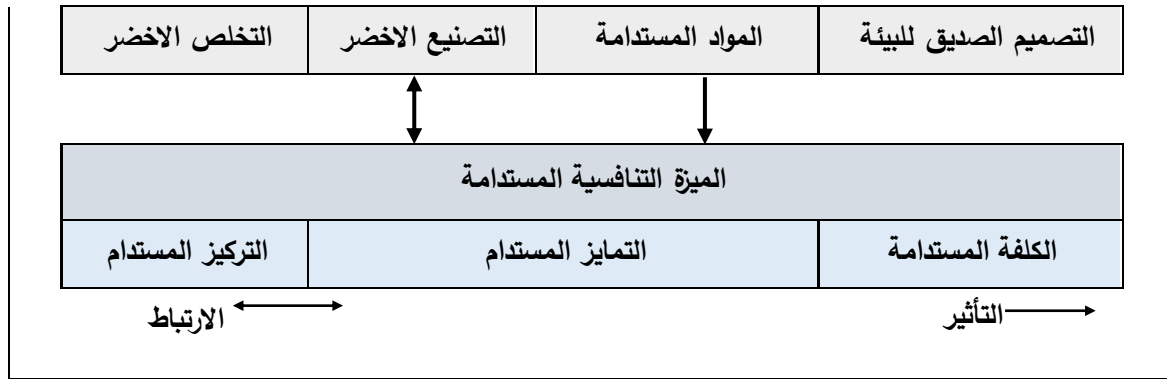 التصميم الصديق للبيئة
المواد المستدامة
التصنيع الاخضر
التخلص الاخضر
الميزة التنافسية المستدامة
الكلفة المستدامة
التمايز المستدام
التركيز المستدام
التأثير
الارتباط